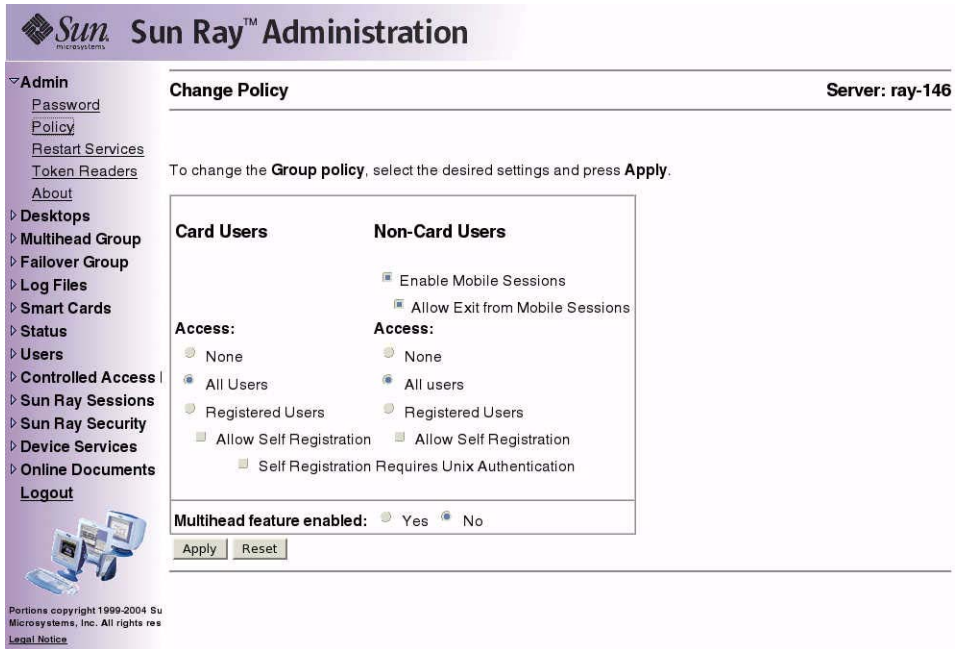 Sun
microsystems
Sun Ray™ Administration
Admin
Password
Policy
Restart Services
Token Readers
About
Desktops
Multihead Group
Failover Group
Log Files
Smart Cards
Status
Users
Controlled Access
Sun Ray Sessions
Sun Ray Security
Device Services
Online Documents
Logout
Portions copyright 1999-2004 Su
Microsystems, Inc. All rights res
Legal Notice
Change Policy Server: ray-146
To change the Group policy, select the desired settings and press Apply.
Card Users Non-Card Users
Enable Mobile Sessions
Allow Exit from Mobile Sessions
Access: Access:
None None
All Users All users
Registered Users Registered Users
Allow Self Registration Allow Self Registration
Self Registration Requires Unix Authentication
Multihead feature enabled: Yes No
Apply Reset